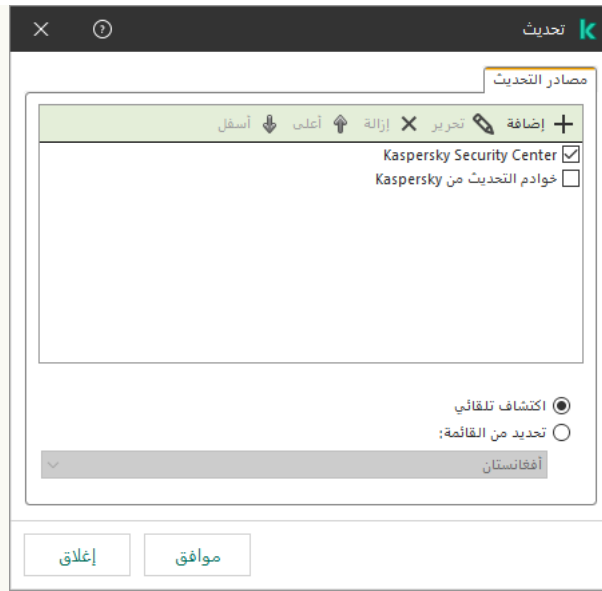 تحديث
مصادر التحديث
إضافة تحرير إزالة أعلى أسفل
Kaspersky Security Center
خوادم التحديث من Kaspersky
اكتشاف تلقائي
تحديد من القائمة:
أفغانستان
موافق إغلاق